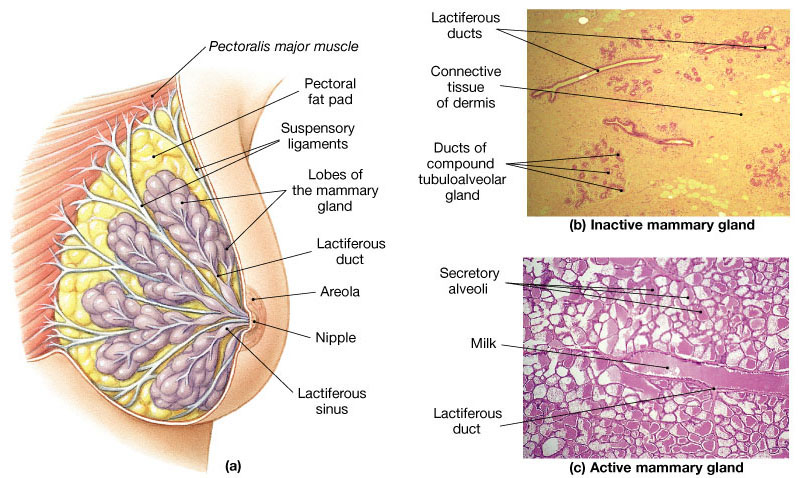 Pectoralis major muscle
Pectoral
fat pad
Suspensory
ligaments
Lobes of
the mammary
gland
Lactiferous
duct
Areola
Nipple
Lactiferous
sinus
(a)
Lactiferous
ducts
Connective
tissue
of dermis
Ducts of
compound
tubuloalveolar
gland
(b) Inactive mammary gland
Secretory
alveoli
Milk
Lactiferous
duct
(c) Active mammary gland